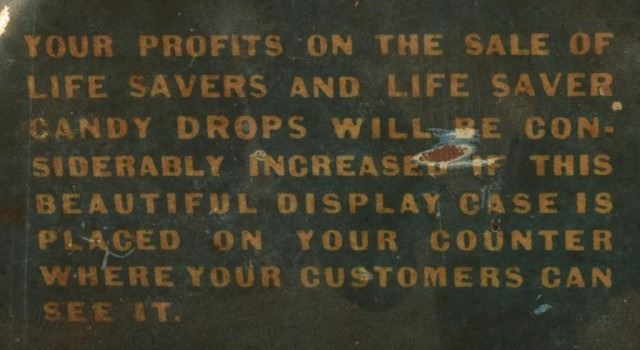 YOUR PROFITS ON THE SALE OF
LIFE SAVERS AND LIFE SAVER
CANDY DROPS WILL BE CON-
SIDERABLY INCREASED IF THIS
BEAUTIFUL DISPLAY CASE IS
PLACED ON YOUR COUNTER
WHERE YOUR CUSTOMERS CAN
SEE IT.